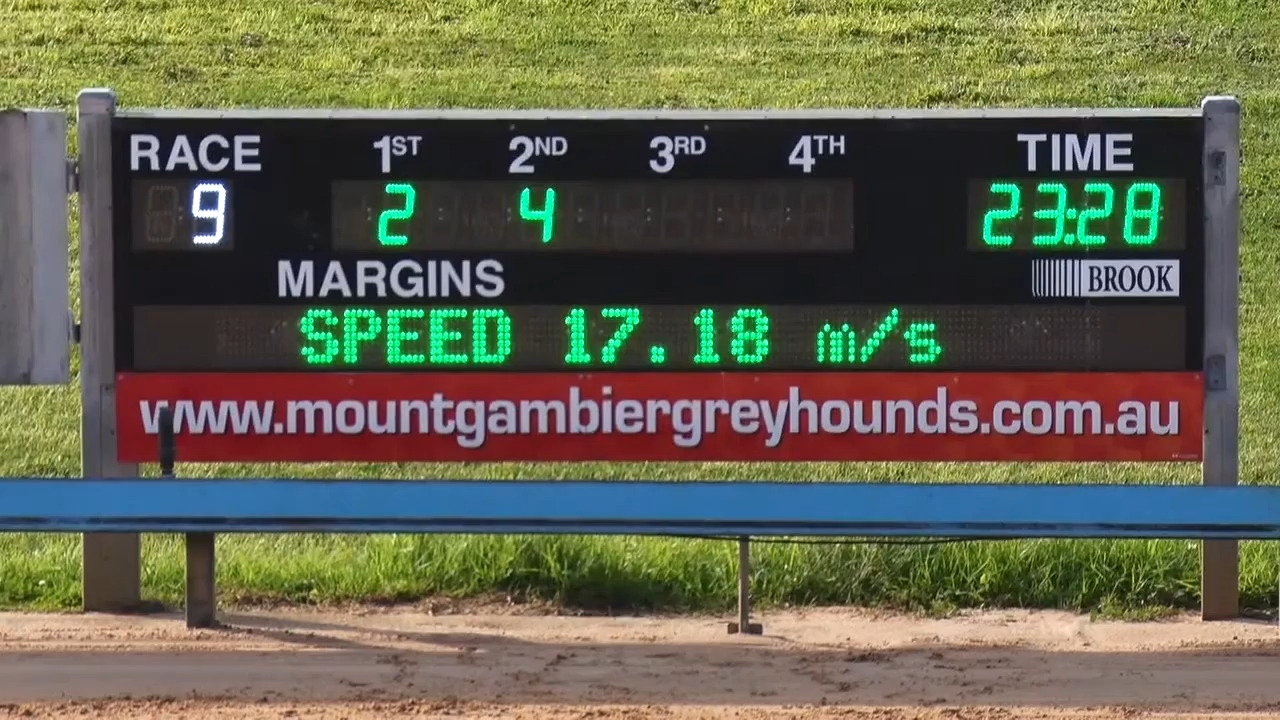 RACE 1ST 2ND 3RD 4TH TIME
9 2 4 23:28
MARGINS BROOK
SPEED 17.18 m/s
www.mountgambiergreyhounds.com.au